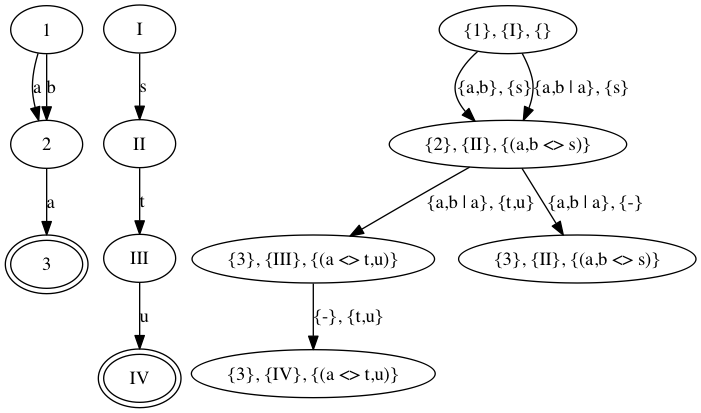 1
I
{1}, {I}, {}
a
b
s
{a,b}, {s}
{a,b | a}, {s}
2
II
{2}, {II}, {(a,b <> s)}
a
t
{a,b | a}, {t,u}
{a,b | a}, {-}
3
III
{3}, {III}, {(a <> t,u)}
{3}, {II}, {(a,b <> s)}
u
{-}, {t,u}
IV
{3}, {IV}, {(a <> t,u)}